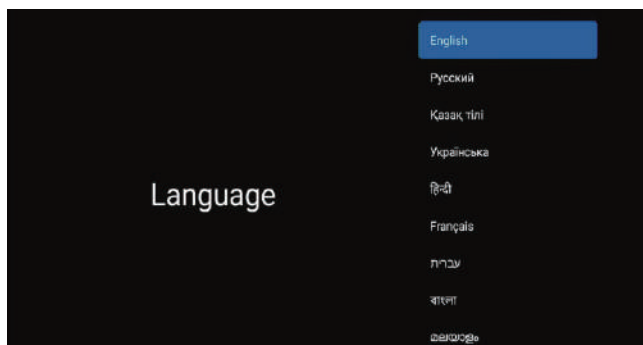 Language
English
Русский
Қазақ тілі
Українська
हिन्दी
Français
עברית
বাংলা
മലയാളം